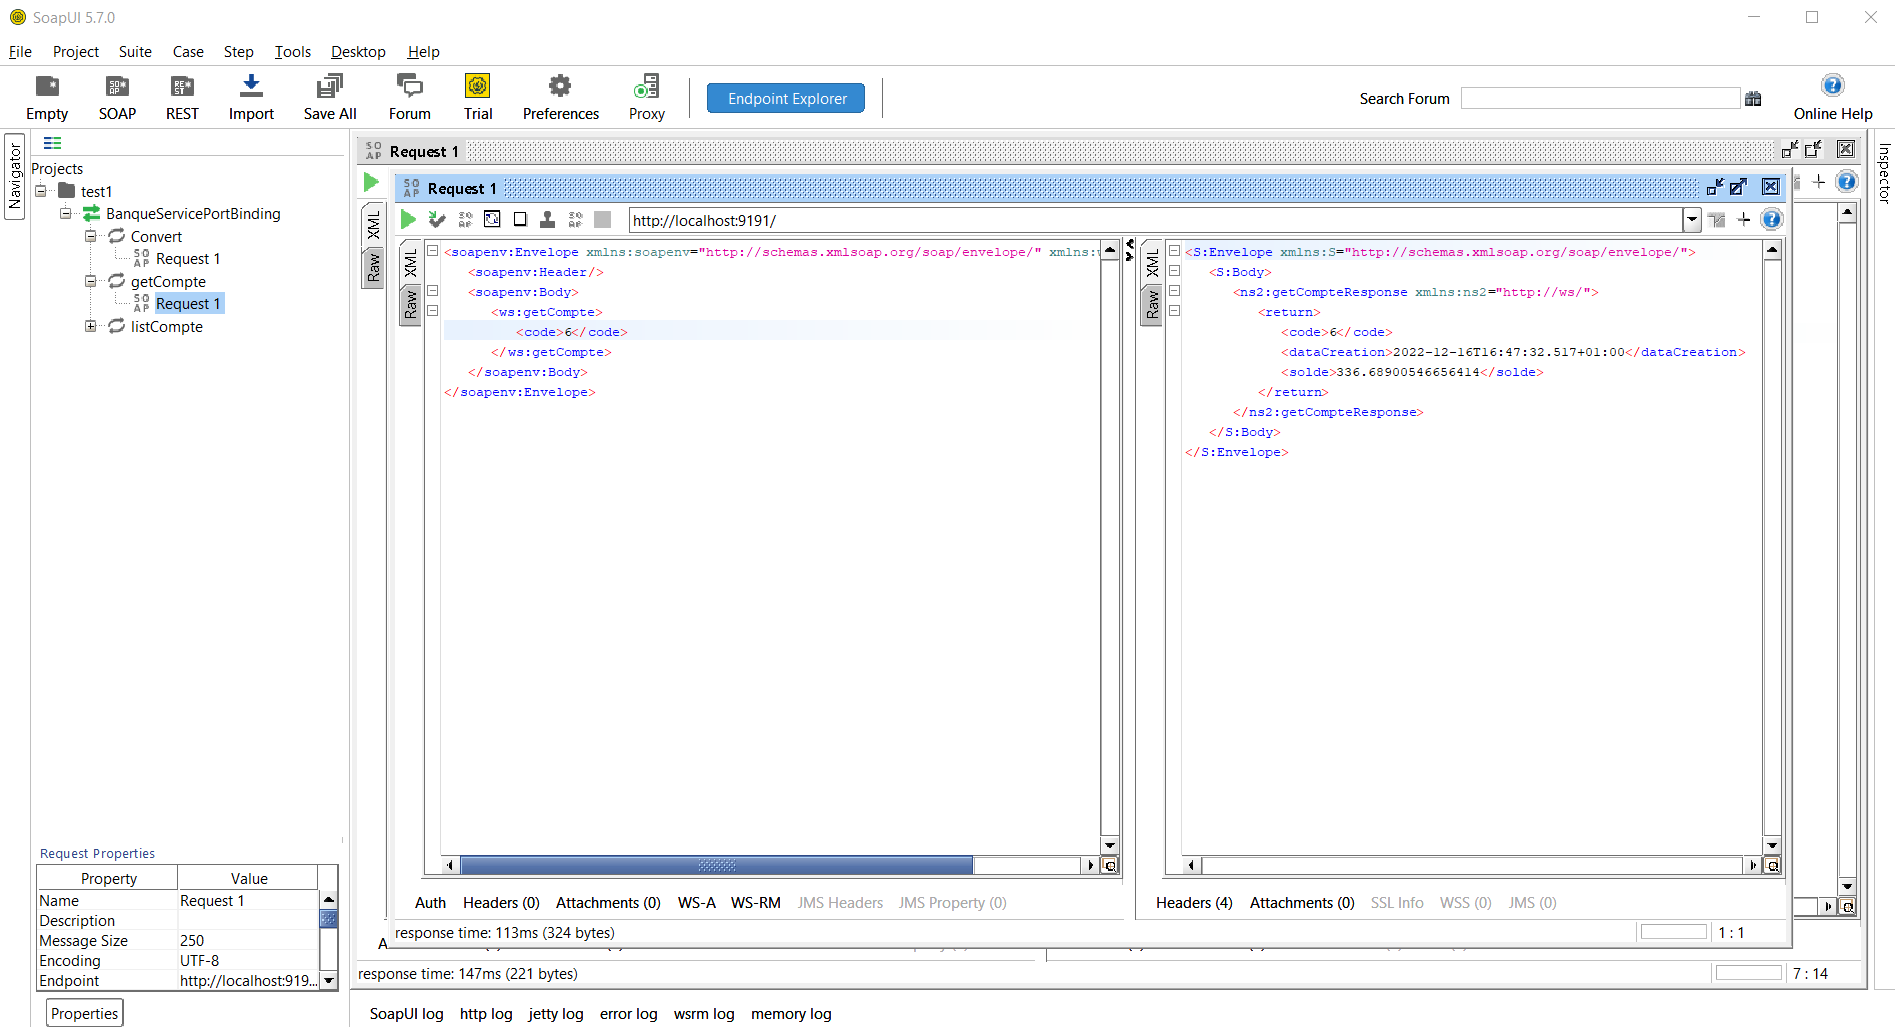 SoapUI 5.7.0
File Project Suite Case Step Tools Desktop Help
Empty SOAP REST Import Save All Forum Trial Preferences Proxy Endpoint Explorer Search Forum Online Help
Navigator
Projects
test1
BanqueServicePortBinding
Convert
Request 1
getCompte
Request 1
listCompte
Request Properties
Property Value
Name Request 1
Description
Message Size 250
Encoding UTF-8
Endpoint http://localhost:919...
Properties
Request 1
XML
Raw
Request 1
http://localhost:9191/
XML
Raw
<soapenv:Envelope xmlns:soapenv="http://schemas.xmlsoap.org/soap/envelope/" xmlns:
<soapenv:Header/>
<soapenv:Body>
<ws:getCompte>
<code>6</code>
</ws:getCompte>
</soapenv:Body>
</soapenv:Envelope>
XML
Raw
<S:Envelope xmlns:S="http://schemas.xmlsoap.org/soap/envelope/">
<S:Body>
<ns2:getCompteResponse xmlns:ns2="http://ws/">
<return>
<code>6</code>
<dataCreation>2022-12-16T16:47:32.517+01:00</dataCreation>
<solde>336.68900546656414</solde>
</return>
</ns2:getCompteResponse>
</S:Body>
</S:Envelope>
Auth Headers (0) Attachments (0) WS-A WS-RM JMS Headers JMS Property (0)
Headers (4) Attachments (0) SSL Info WSS (0) JMS (0)
response time: 113ms (324 bytes)
1 : 1
response time: 147ms (221 bytes)
7 : 14
SoapUI log http log jetty log error log wsrm log memory log
Inspector